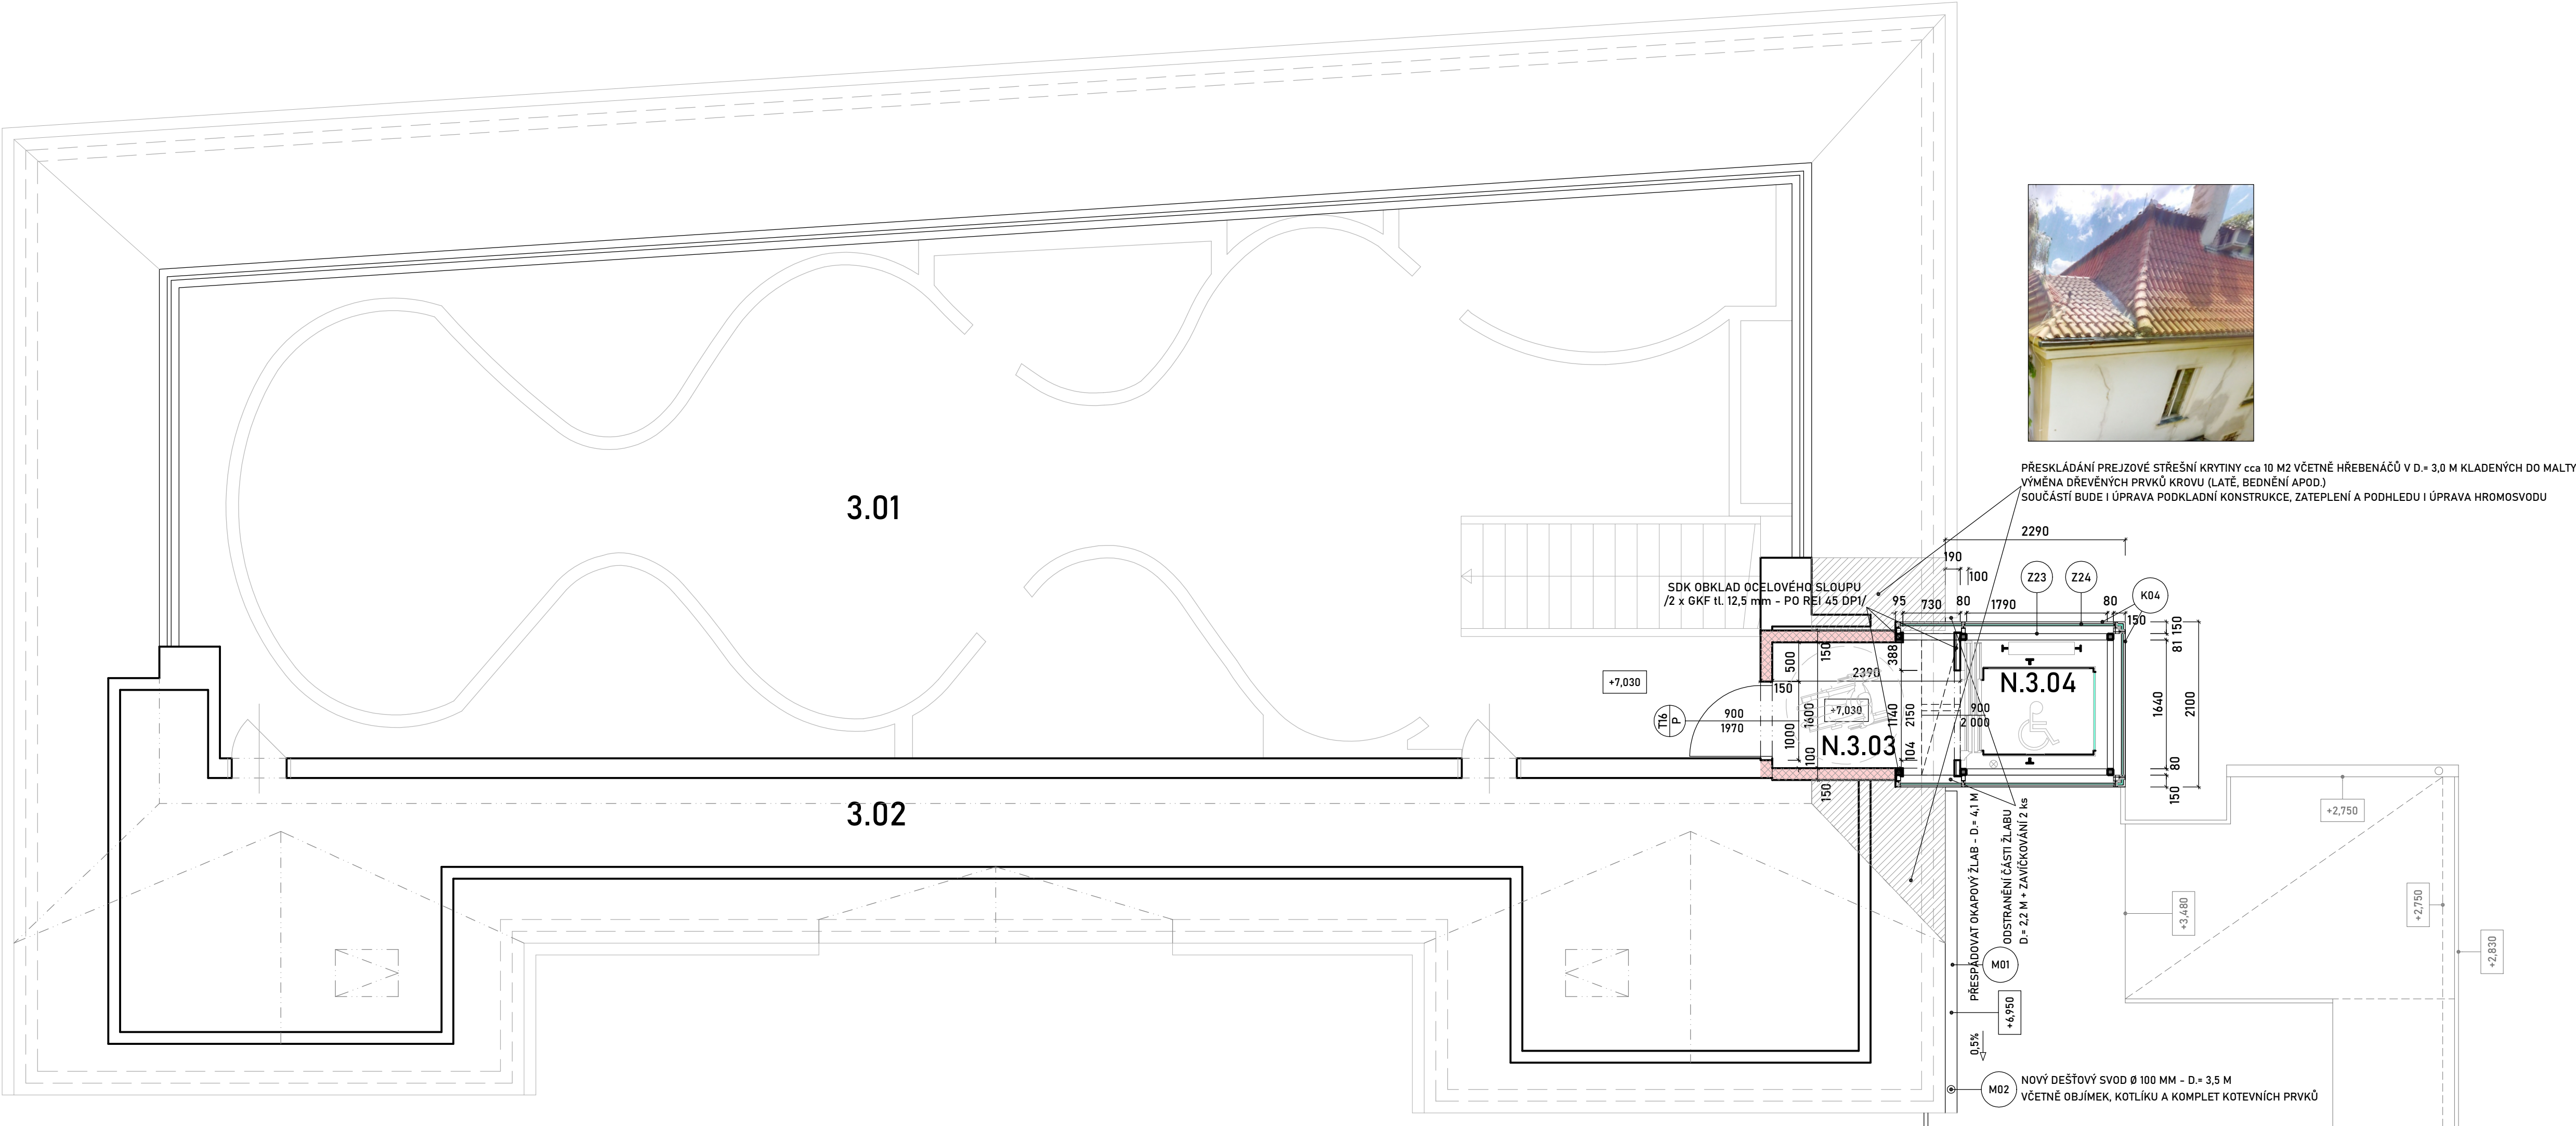 PŘESKLÁDÁNÍ PREJZOVÉ STŘEŠNÍ KRYTINY cca 10 M2 VČETNĚ HŘEBENÁČŮ V D.= 3,0 M KLADENÝCH DO MALTY
VÝMĚNA DŘEVĚNÝCH PRVKŮ KROVU (LATĚ, BEDNĚNÍ APOD.)
SOUČÁSTÍ BUDE I ÚPRAVA PODKLADNÍ KONSTRUKCE, ZATEPLENÍ A PODHLEDU I ÚPRAVA HROMOSVODU
3.01
2290
190
100
Z23
Z24
K04
SDK OBKLAD OCELOVÉHO SLOUPU
/2 x GKF tl. 12,5 mm - PO REI 45 DP1/
95
730
80
1790
80
150
150
81
1640
2100
80
150
500
150
388
2390
150
+7,030
+7,030
T16
P
900
1970
1600
1000
100
1140
2150
104
150
900
2 000
N.3.03
N.3.04
3.02
PŘESPÁDOVAT OKAPOVÝ ŽLAB - D.= 4,1 M
ODSTRANĚNÍ ČÁSTI ŽLABU
D.= 2,2 M + ZAVÍČKOVÁNÍ 2 ks
+2,750
+3,480
+2,750
+2,830
M01
+6,950
0,5%
M02
NOVÝ DEŠŤOVÝ SVOD Ø 100 MM - D.= 3,5 M
VČETNĚ OBJÍMEK, KOTLÍKU A KOMPLET KOTEVNÍCH PRVKŮ